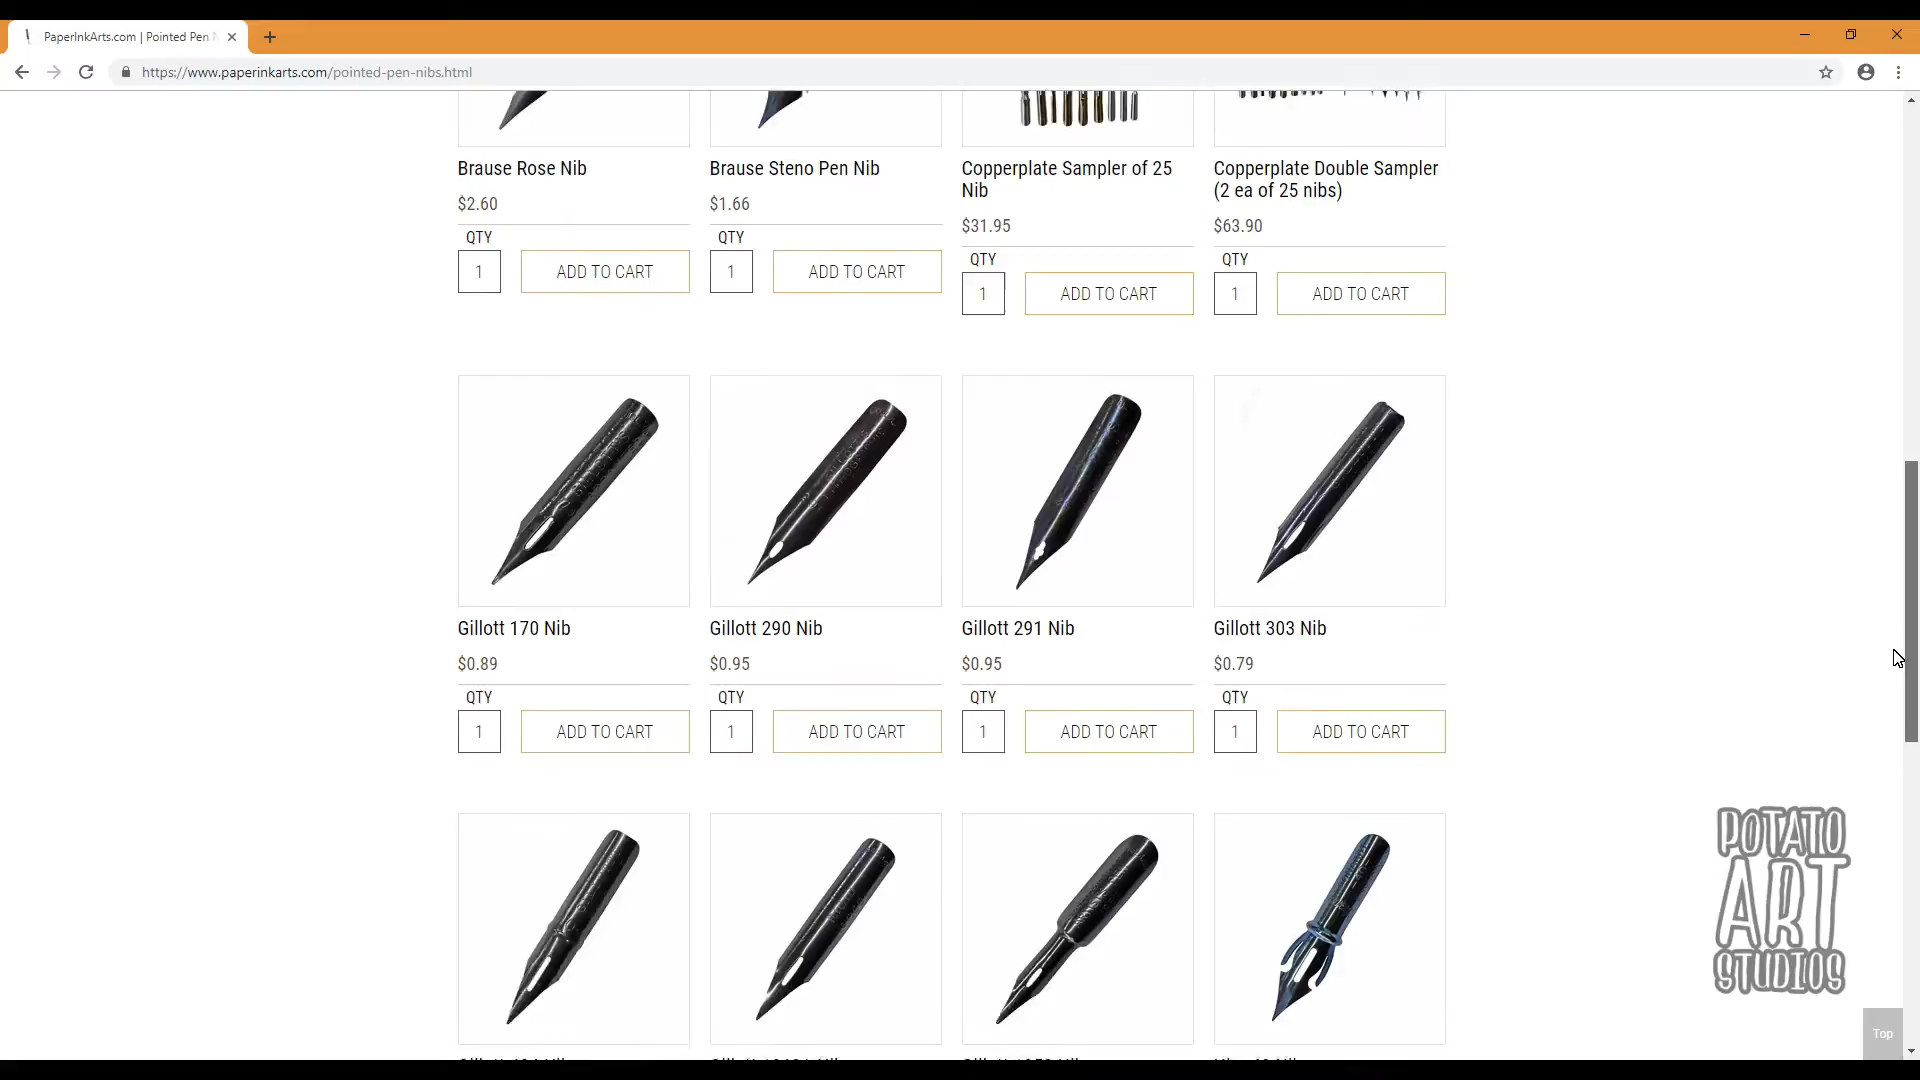 PaperInkArts.com | Pointed Pen
https://www.paperinkarts.com/pointed-pen-nibs.html
Brause Rose Nib
$2.60
QTY
1
ADD TO CART
Brause Steno Pen Nib
$1.66
QTY
1
ADD TO CART
Copperplate Sampler of 25
Nib
$31.95
QTY
1
ADD TO CART
Copperplate Double Sampler
(2 ea of 25 nibs)
$63.90
QTY
1
ADD TO CART
Gillott 170 Nib
$0.89
QTY
1
ADD TO CART
Gillott 290 Nib
$0.95
QTY
1
ADD TO CART
Gillott 291 Nib
$0.95
QTY
1
ADD TO CART
Gillott 303 Nib
$0.79
QTY
1
ADD TO CART
POTATO
ART
STUDIOS
Top